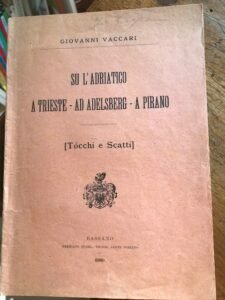 GIOVANNI VACCARI
SU L'ADRIATICO
A TRIESTE - AD ADELSBERG - A PIRANO
[Tócchi e Scatti]
BASSANO